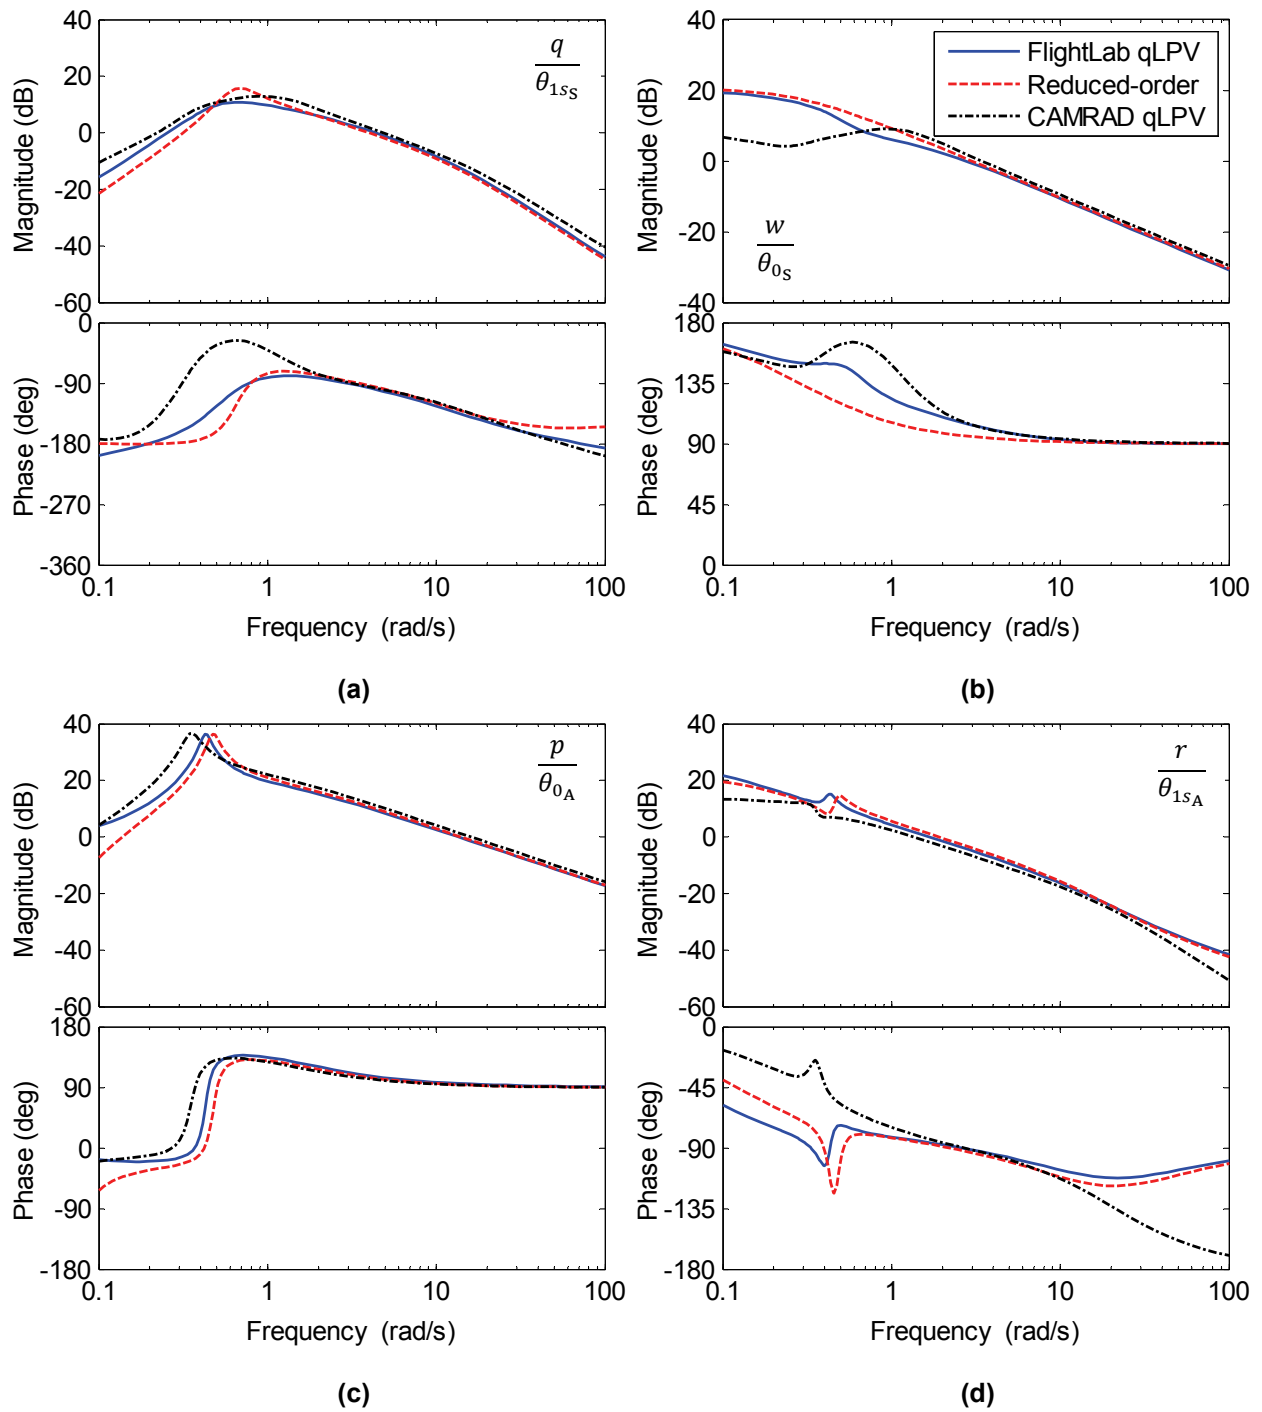 40
20
0
-20
-40
-60
Magnitude (dB)
q
θ1sS
0
-90
-180
-270
-360
Phase (deg)
0.1 1 10 100
Frequency (rad/s)
(a)
40
20
0
-20
-40
Magnitude (dB)
FlightLab qLPV
Reduced-order
CAMRAD qLPV
w
θ0S
180
135
90
45
0
Phase (deg)
0.1 1 10 100
Frequency (rad/s)
(b)
40
20
0
-20
-40
-60
Magnitude (dB)
p
θ0A
180
90
0
-90
-180
Phase (deg)
0.1 1 10 100
Frequency (rad/s)
(c)
40
20
0
-20
-40
-60
Magnitude (dB)
r
θ1sA
0
-45
-90
-135
-180
Phase (deg)
0.1 1 10 100
Frequency (rad/s)
(d)